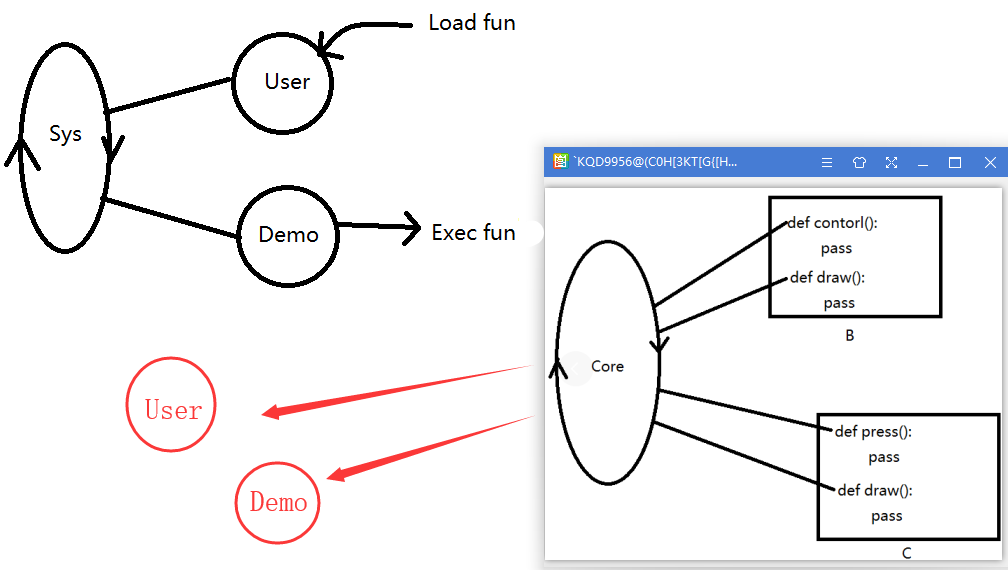 Load fun
User
Sys
Demo
Exec fun
`KQD9956@(C0H[3KT[G{[H...
def contorl():
pass
def draw():
pass
B
Core
def press():
pass
def draw():
pass
C
User
Demo